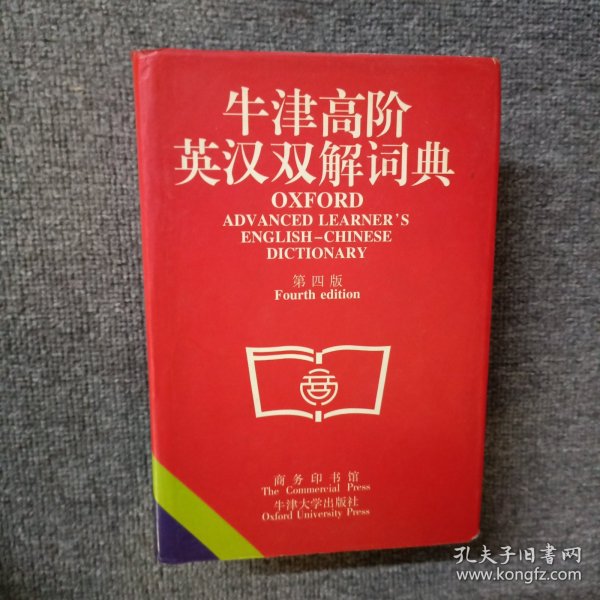 牛津高阶
英汉双解词典
OXFORD
ADVANCED LEARNER'S
ENGLISH-CHINESE
DICTIONARY
第四版
Fourth edition
商
商务印书馆
The Commercial Press
牛津大学出版社
Oxford University Press
孔夫子旧书网
www.kongfz.com